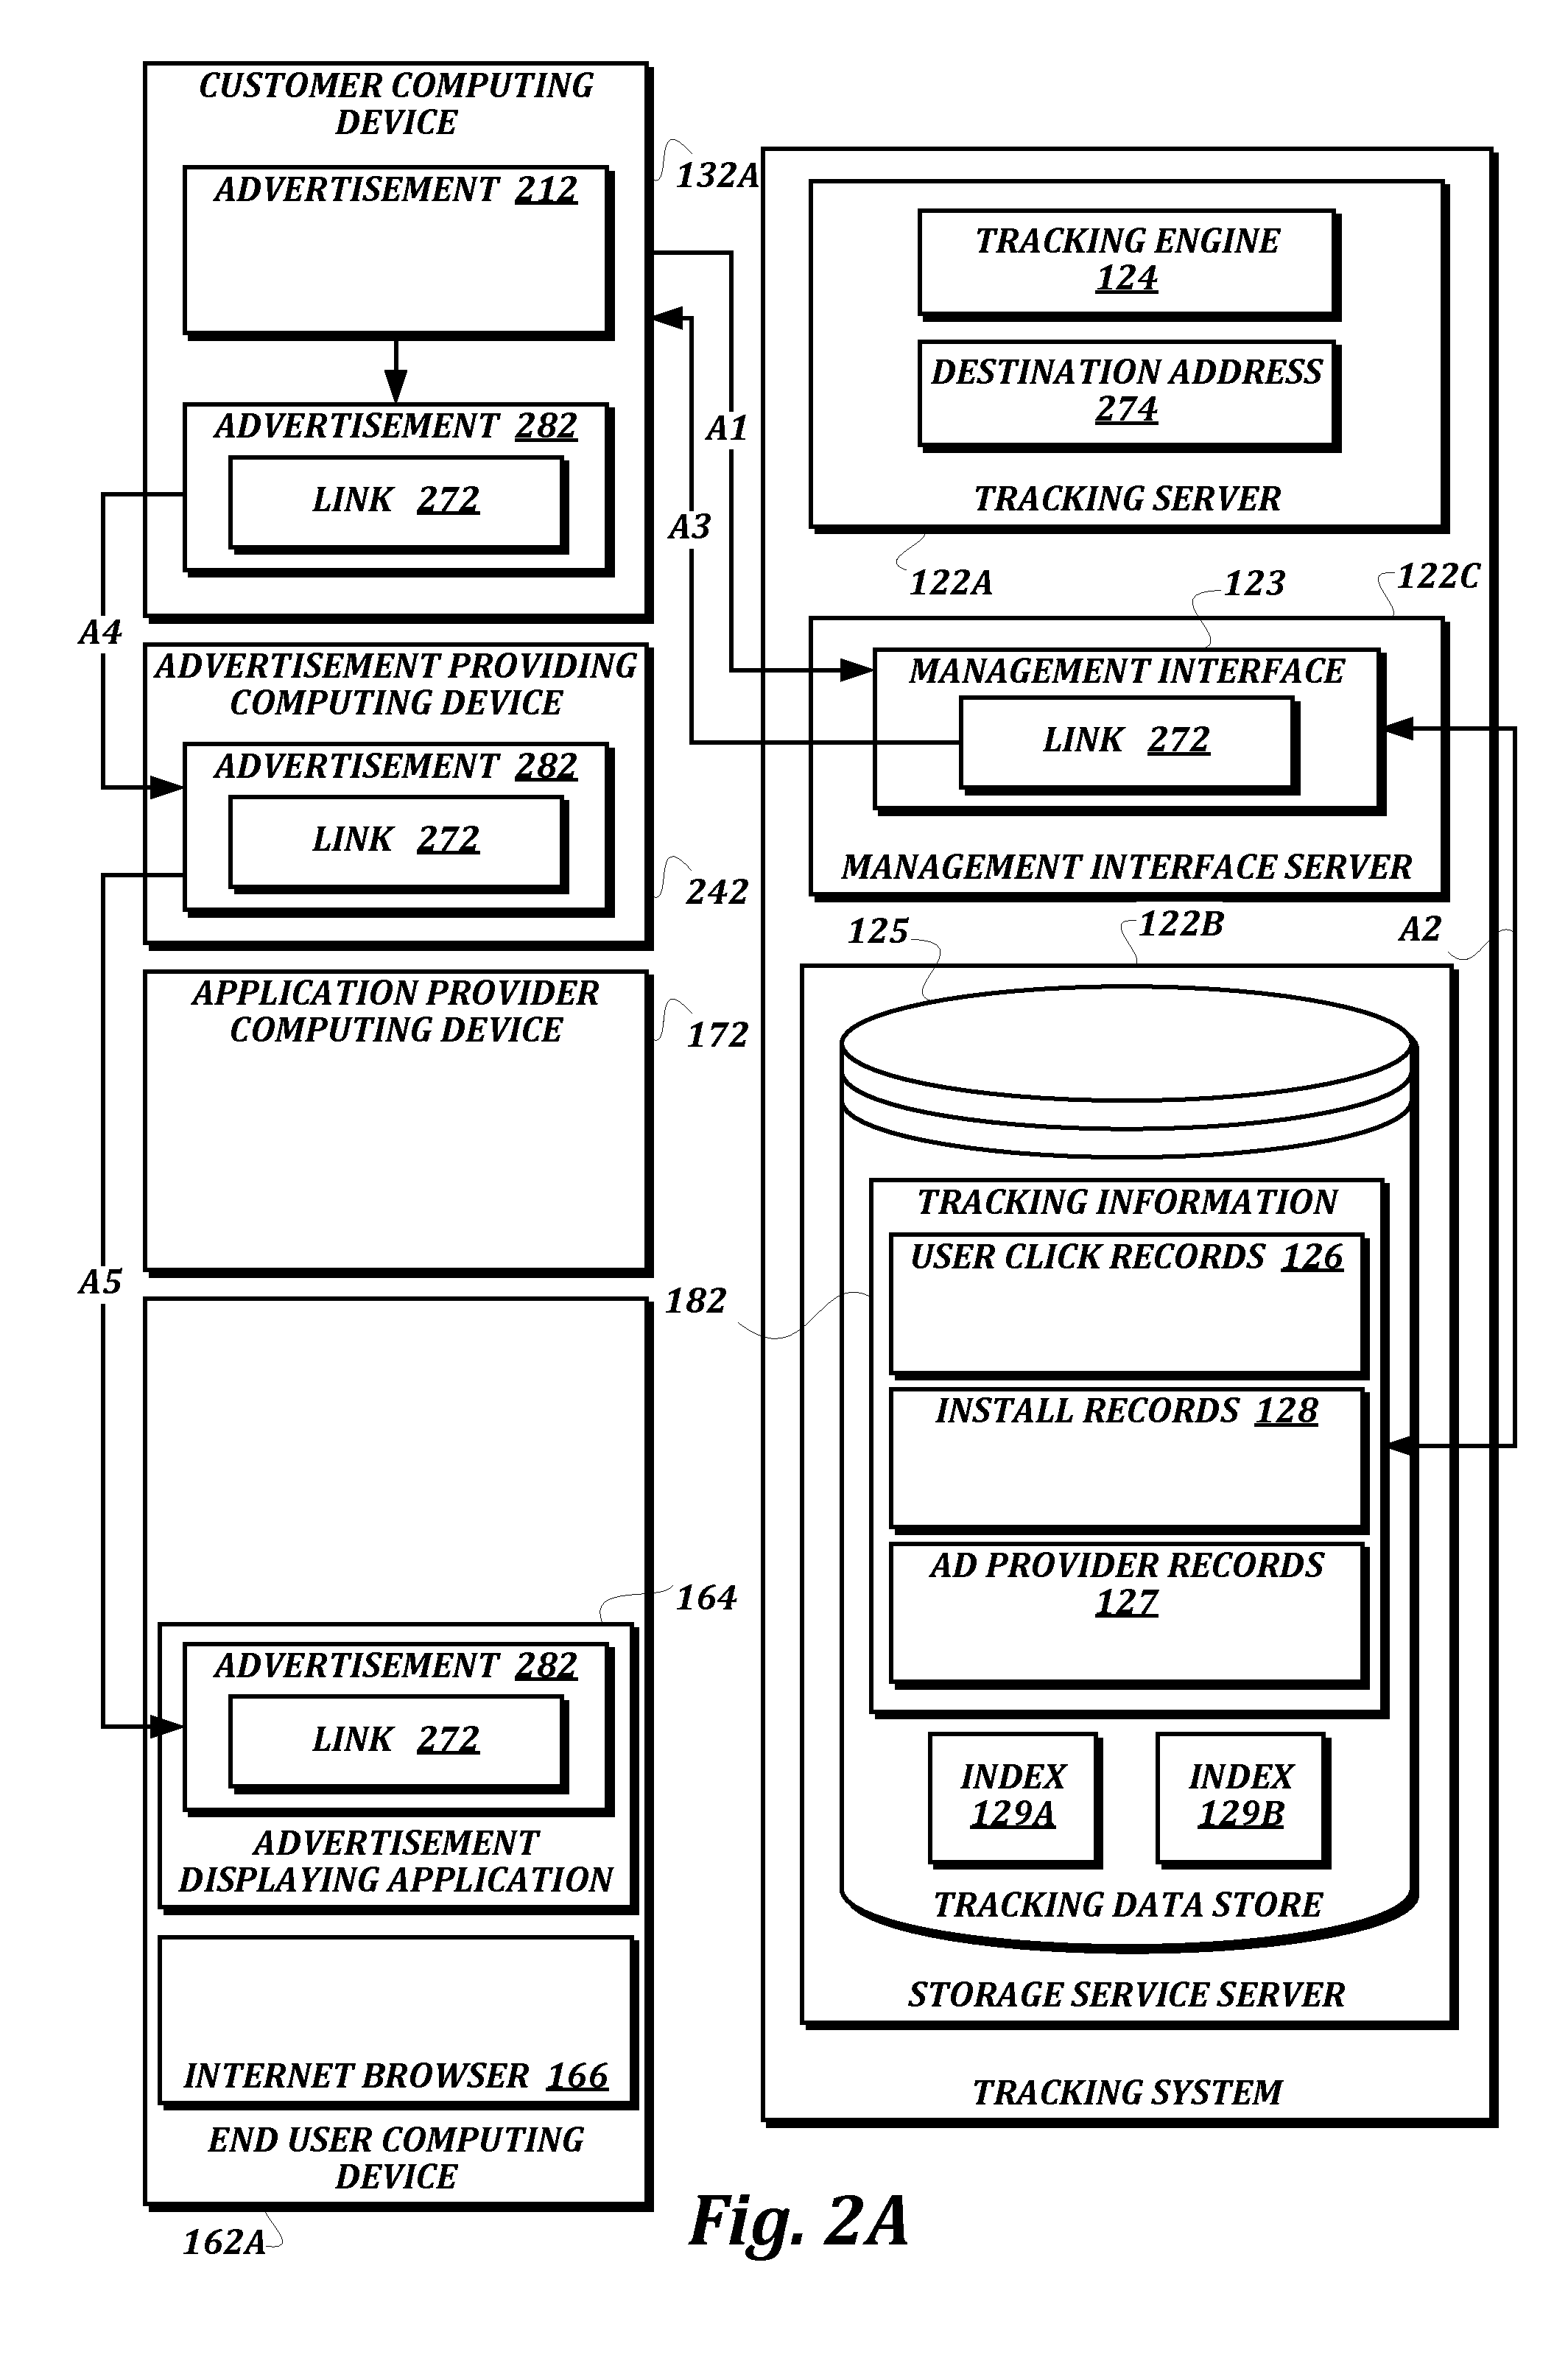 CUSTOMER COMPUTING
DEVICE
ADVERTISEMENT 212
132A
ADVERTISEMENT 282
LINK 272
A1
A3
A4
ADVERTISEMENT PROVIDING
COMPUTING DEVICE
ADVERTISEMENT 282
LINK 272
242
APPLICATION PROVIDER
COMPUTING DEVICE
172
A5
164
ADVERTISEMENT 282
LINK 272
ADVERTISEMENT
DISPLAYING APPLICATION
INTERNET BROWSER 166
END USER COMPUTING
DEVICE
162A
TRACKING ENGINE
124
DESTINATION ADDRESS
274
TRACKING SERVER
122A
123
122C
MANAGEMENT INTERFACE
LINK 272
MANAGEMENT INTERFACE SERVER
125
122B
A2
TRACKING INFORMATION
USER CLICK RECORDS 126
182
INSTALL RECORDS 128
AD PROVIDER RECORDS
127
INDEX
129A
INDEX
129B
TRACKING DATA STORE
STORAGE SERVICE SERVER
TRACKING SYSTEM
Fig. 2A